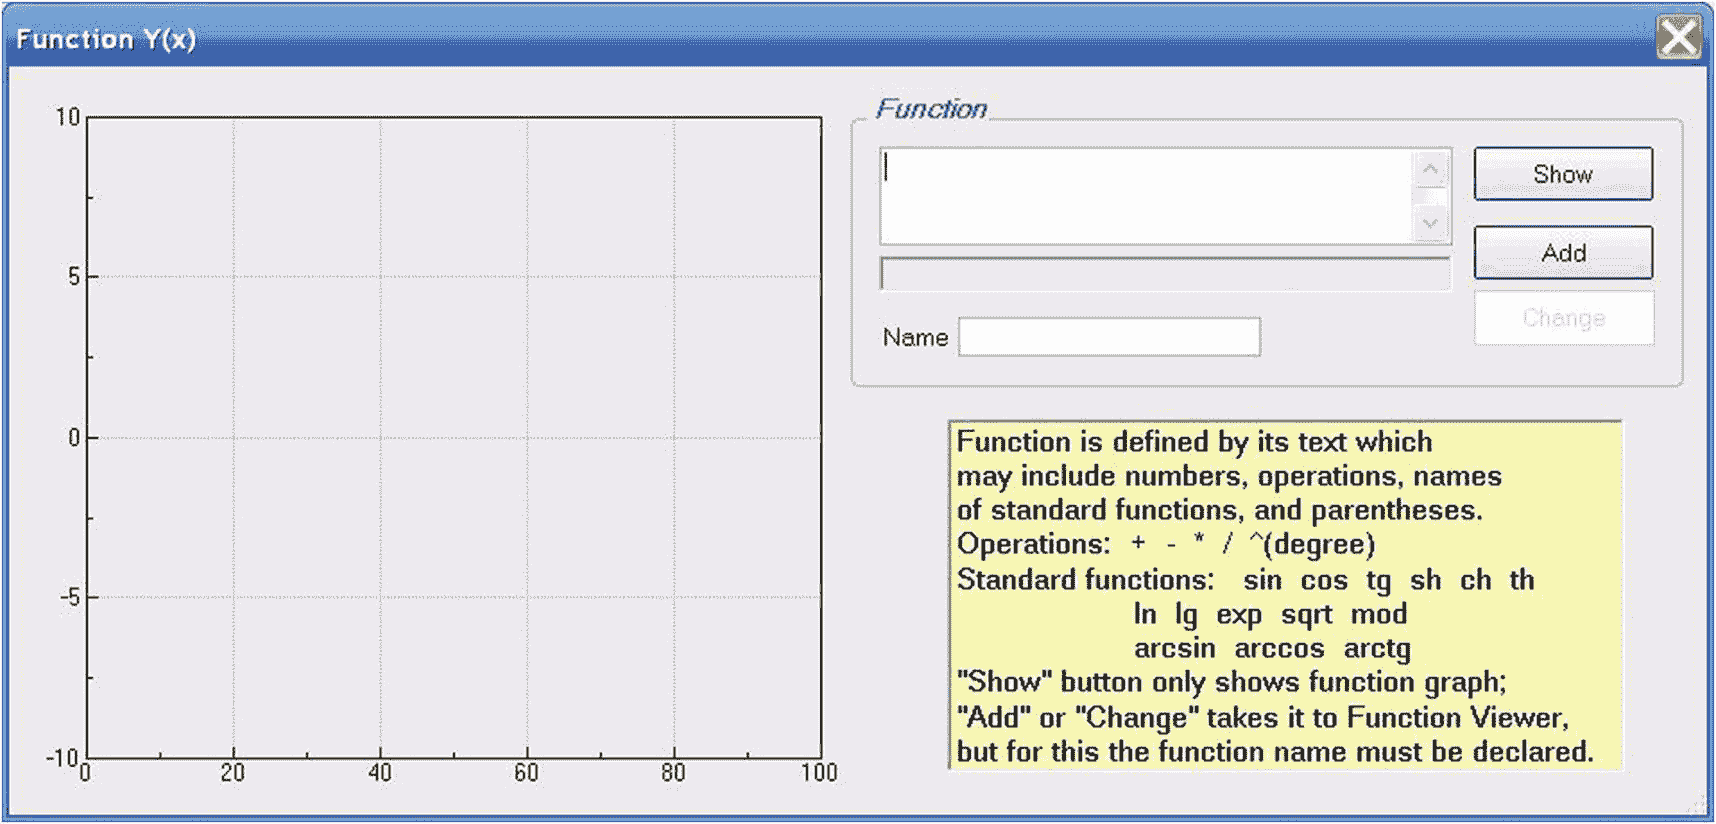 Function Y(x)
10
5
0
-5
-10
0 20 40 60 80 100
Function
Show
Add
Change
Name
Function is defined by its text which
may include numbers, operations, names
of standard functions, and parentheses.
Operations: + - * / ^(degree)
Standard functions: sin cos tg sh ch th
ln lg exp sqrt mod
arcsin arccos arctg
"Show" button only shows function graph;
"Add" or "Change" takes it to Function Viewer,
but for this the function name must be declared.